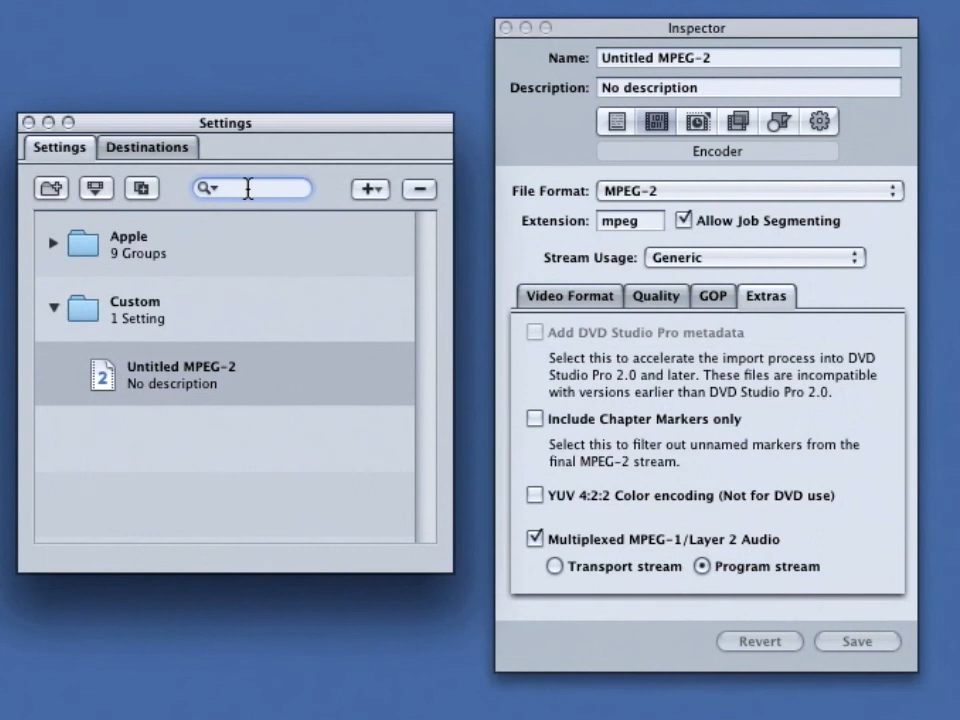 Settings
Settings
Destinations
Apple
9 Groups
Custom
1 Setting
2
Untitled MPEG-2
No description
Inspector
Name: Untitled MPEG-2
Description: No description
Encoder
File Format: MPEG-2
Extension: mpeg Allow Job Segmenting
Stream Usage: Generic
Video Format Quality GOP Extras
Add DVD Studio Pro metadata
Select this to accelerate the import process into DVD
Studio Pro 2.0 and later. These files are incompatible
with versions earlier than DVD Studio Pro 2.0.
Include Chapter Markers only
Select this to filter out unnamed markers from the
final MPEG-2 stream.
YUV 4:2:2 Color encoding (Not for DVD use)
Multiplexed MPEG-1/Layer 2 Audio
Transport stream Program stream
Revert Save